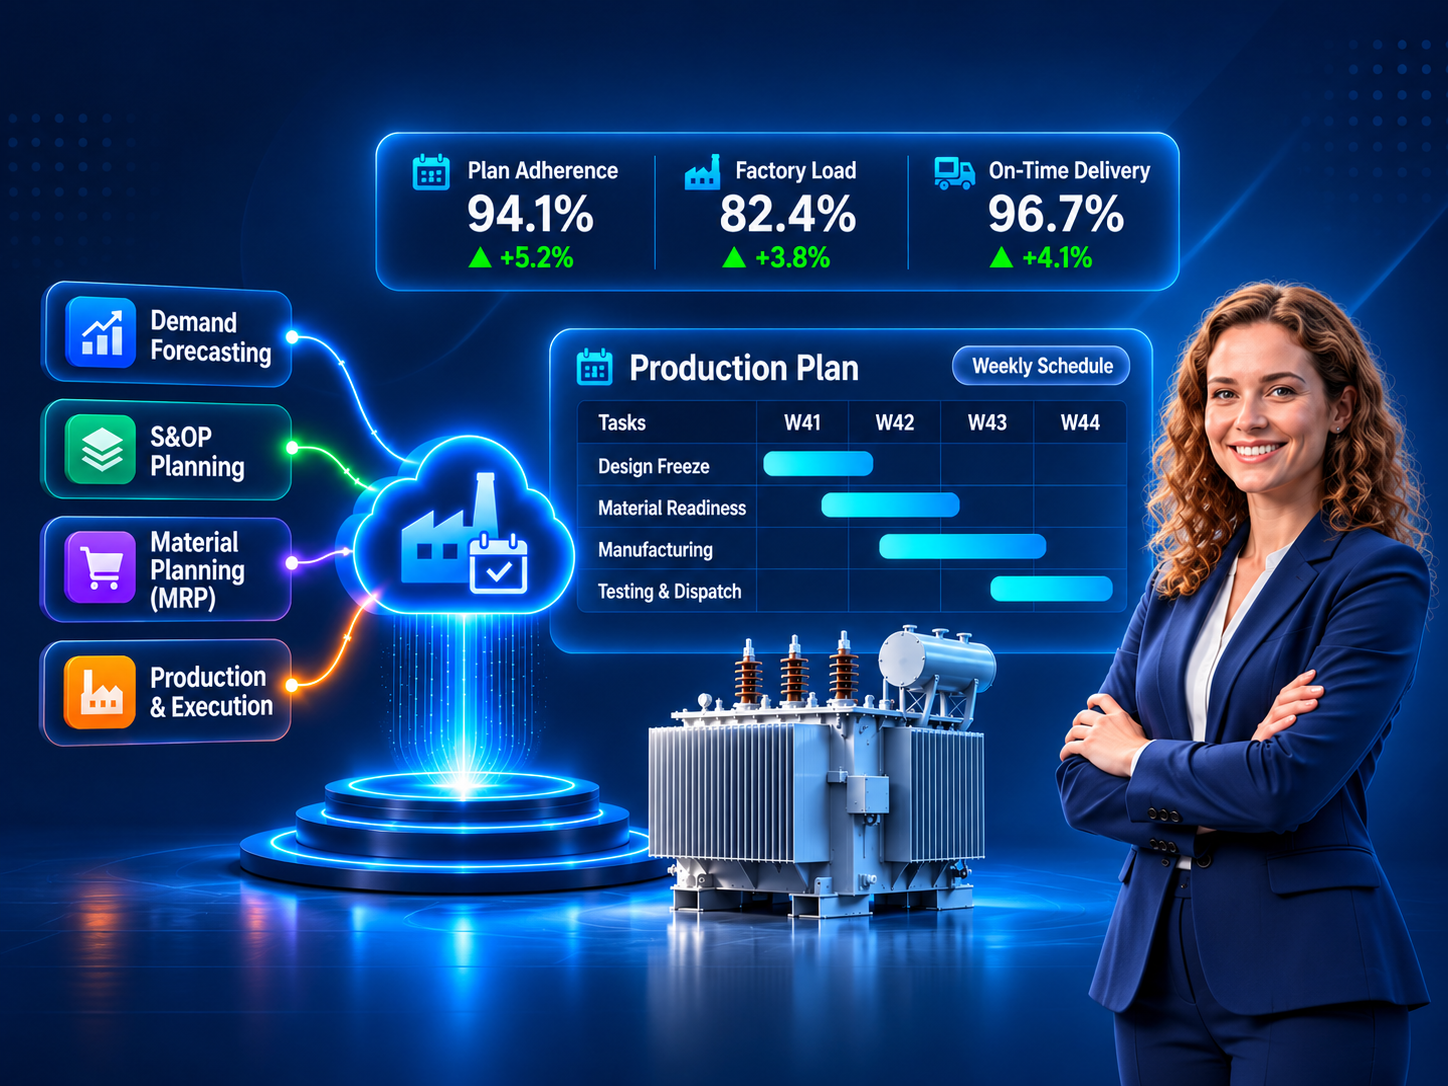 Plan Adherence
94.1%
▲ +5.2%
Factory Load
82.4%
▲ +3.8%
On-Time Delivery
96.7%
▲ +4.1%
Demand
Forecasting
S&OP
Planning
Material
Planning
(MRP)
Production
& Execution
Production Plan
Weekly Schedule
Tasks W41 W42 W43 W44
Design Freeze
Material Readiness
Manufacturing
Testing & Dispatch